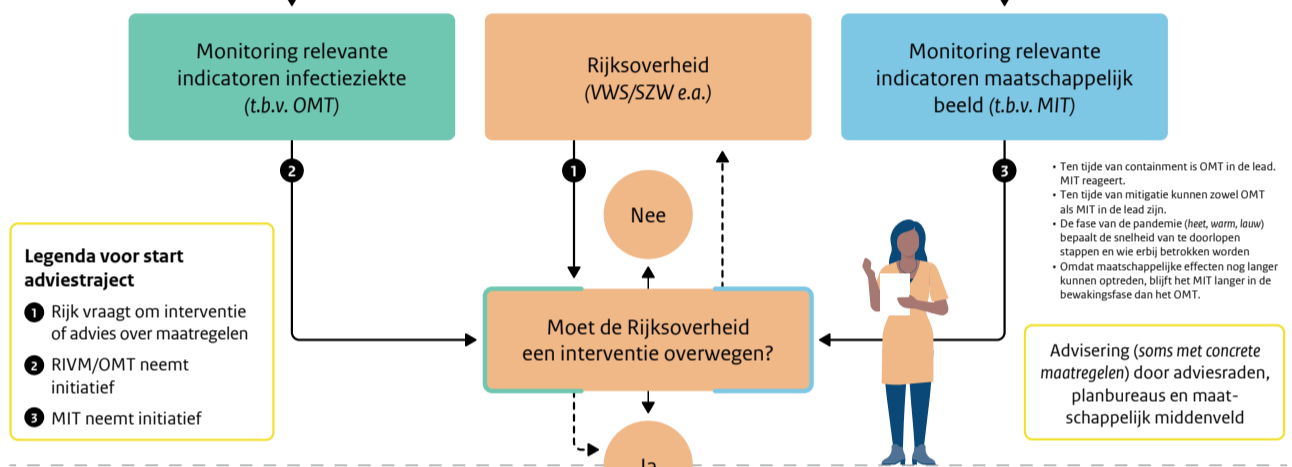 Monitoring relevante
indicatoren infectieziekte
(t.b.v. OMT)
Rijksoverheid
(VWS/SZW e.a.)
Monitoring relevante
indicatoren maatschappelijk
beeld (t.b.v. MIT)
2
1
3
Nee
• Ten tijde van containment is OMT in de lead.
MIT reageert.
• Ten tijde van mitigatie kunnen zowel OMT
als MIT in de lead zijn.
• De fase van de pandemie (heet, warm, lauw)
bepaalt de snelheid van te doorlopen
stappen en wie erbij betrokken worden
• Omdat maatschappelijke effecten nog langer
kunnen optreden, blijft het MIT langer in de
bewakingsfase dan het OMT.
Legenda voor start
adviestraject
1 Rijk vraagt om interventie
of advies over maatregelen
2 RIVM/OMT neemt
initiatief
3 MIT neemt initiatief
Moet de Rijksoverheid
een interventie overwegen?
Advisering (soms met concrete
maatregelen) door adviesraden,
planbureaus en maat-
schappelijk middenveld
Ja